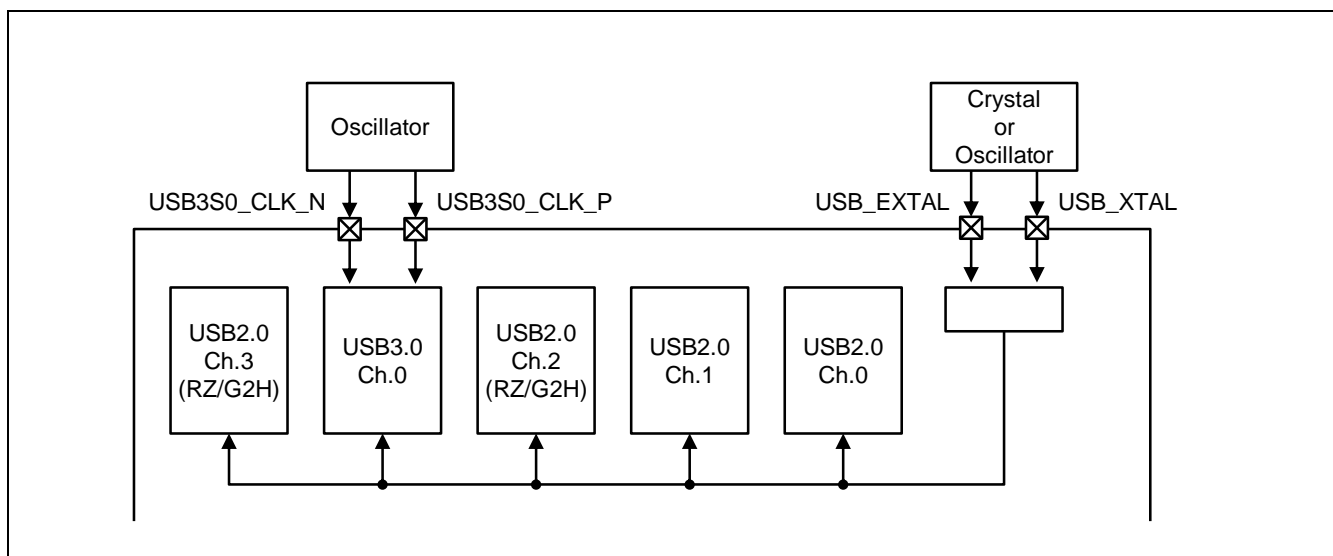 Oscillator
Crystal
or
Oscillator
USB3S0_CLK_N
USB3S0_CLK_P
USB_EXTAL
USB_XTAL
USB2.0
Ch.3
(RZ/G2H)
USB3.0
Ch.0
USB2.0
Ch.2
(RZ/G2H)
USB2.0
Ch.1
USB2.0
Ch.0